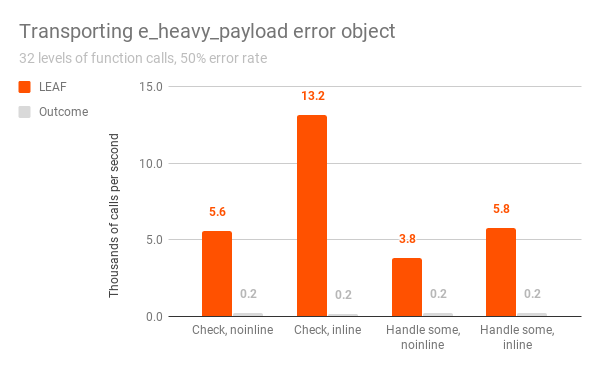 Transporting e_heavy_payload error object
32 levels of function calls, 50% error rate
LEAF
Outcome
Thousands of calls per second
15.0
10.0
5.0
0.0
5.6
0.2
13.2
0.2
3.8
0.2
5.8
0.2
Check, noinline
Check, inline
Handle some,
noinline
Handle some,
inline